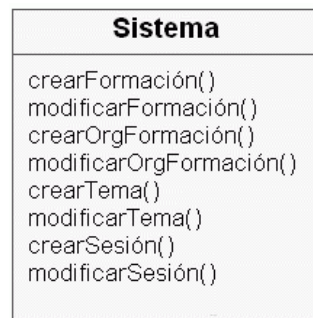 Sistema
crearFormación()
modificarFormación()
crearOrgFormación()
modificarOrgFormación()
crearTema()
modificarTema()
crearSesión()
modificarSesión()